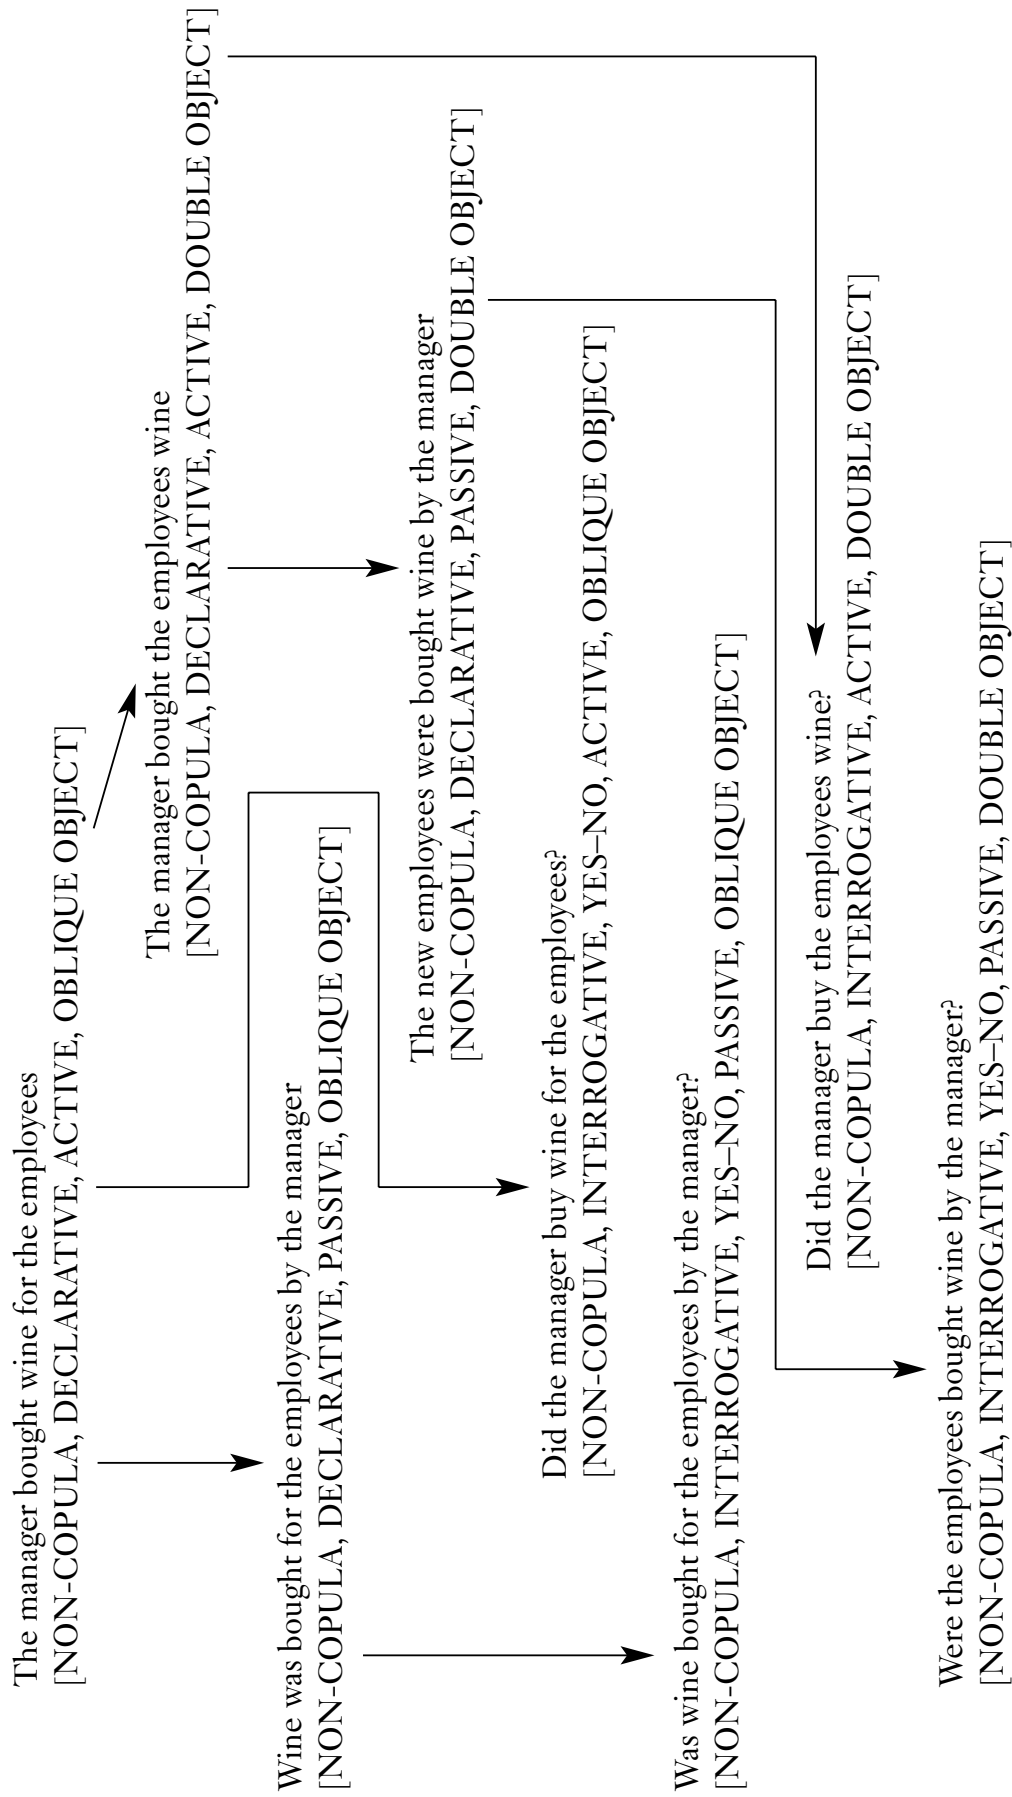 The manager bought wine for the employees
[NON-COPULA, DECLARATIVE, ACTIVE, OBLIQUE OBJECT]
The manager bought the employees wine
[NON-COPULA, DECLARATIVE, ACTIVE, DOUBLE OBJECT]
Wine was bought for the employees by the manager
[NON-COPULA, DECLARATIVE, PASSIVE, OBLIQUE OBJECT]
The new employees were bought wine by the manager
[NON-COPULA, DECLARATIVE, PASSIVE, DOUBLE OBJECT]
Did the manager buy wine for the employees?
[NON-COPULA, INTERROGATIVE, YES–NO, ACTIVE, OBLIQUE OBJECT]
Was wine bought for the employees by the manager?
[NON-COPULA, INTERROGATIVE, YES–NO, PASSIVE, OBLIQUE OBJECT]
Did the manager buy the employees wine?
[NON-COPULA, INTERROGATIVE, ACTIVE, DOUBLE OBJECT]
Were the employees bought wine by the manager?
[NON-COPULA, INTERROGATIVE, YES–NO, PASSIVE, DOUBLE OBJECT]